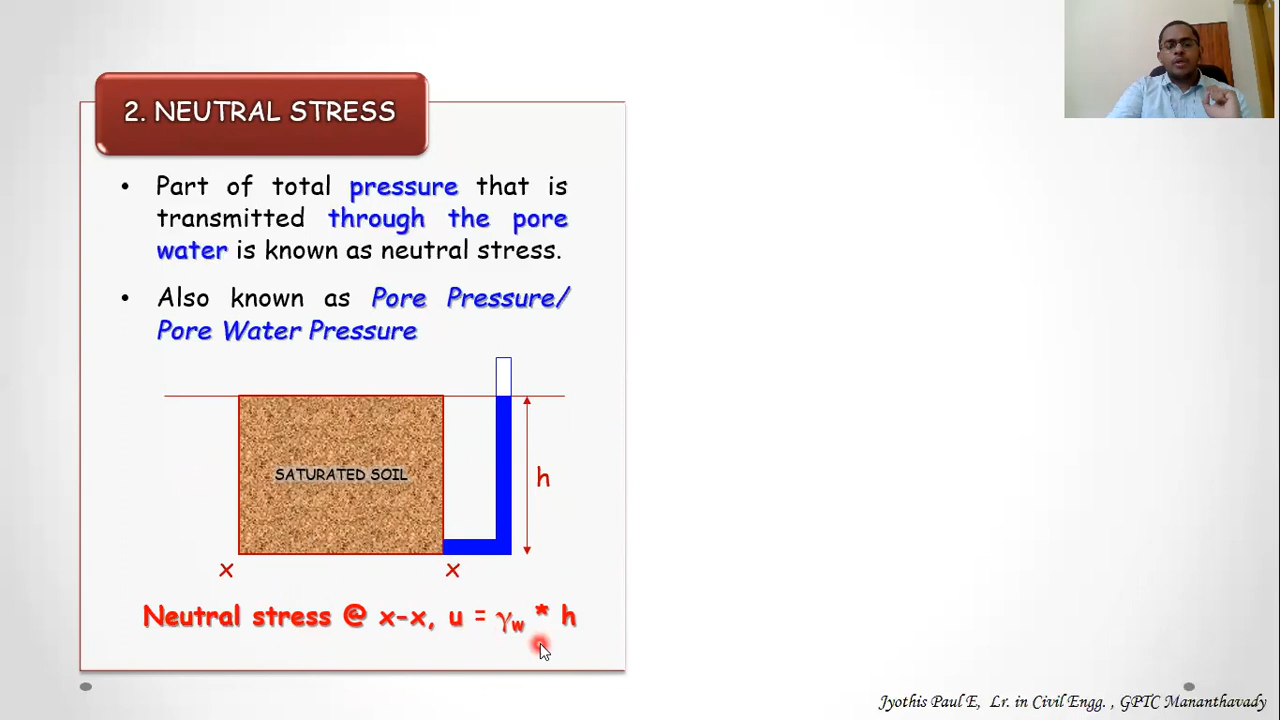 2. NEUTRAL STRESS
• Part of total pressure that is
transmitted through the pore
water is known as neutral stress.
• Also known as Pore Pressure/
Pore Water Pressure
SATURATED SOIL
h
x x
Neutral stress @ x-x, u = γw * h
Jyothis Paul E, Lr. in Civil Engg. , GPTC Mananthavady